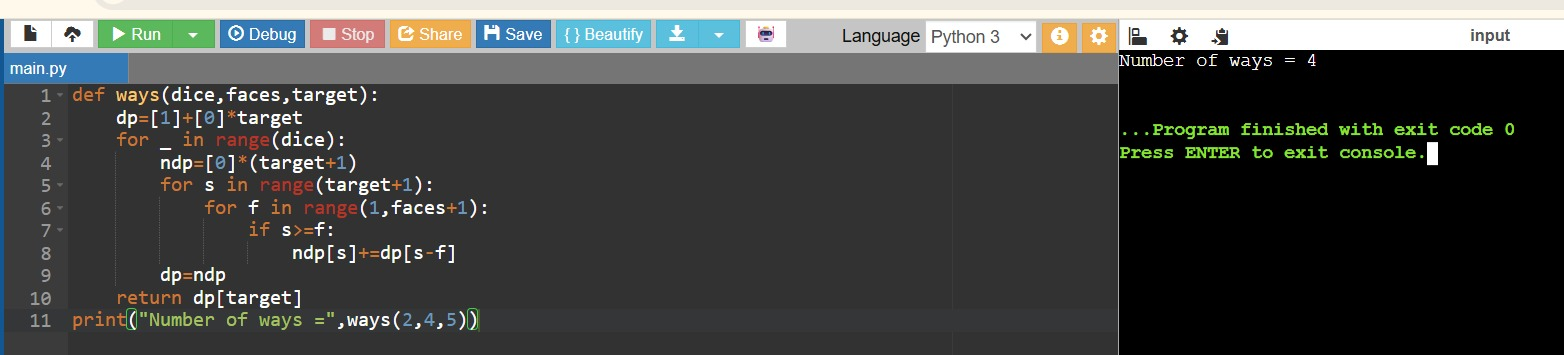 Run Debug Stop Share Save { } Beautify Language Python 3 input
main.py
1 def ways(dice,faces,target):
2     dp=[1]+[0]*target
3     for _ in range(dice):
4         ndp=[0]*(target+1)
5         for s in range(target+1):
6             for f in range(1,faces+1):
7                 if s>=f:
8                     ndp[s]+=dp[s-f]
9         dp=ndp
10     return dp[target]
11 print("Number of ways =",ways(2,4,5))
Number of ways = 4
...Program finished with exit code 0
Press ENTER to exit console.